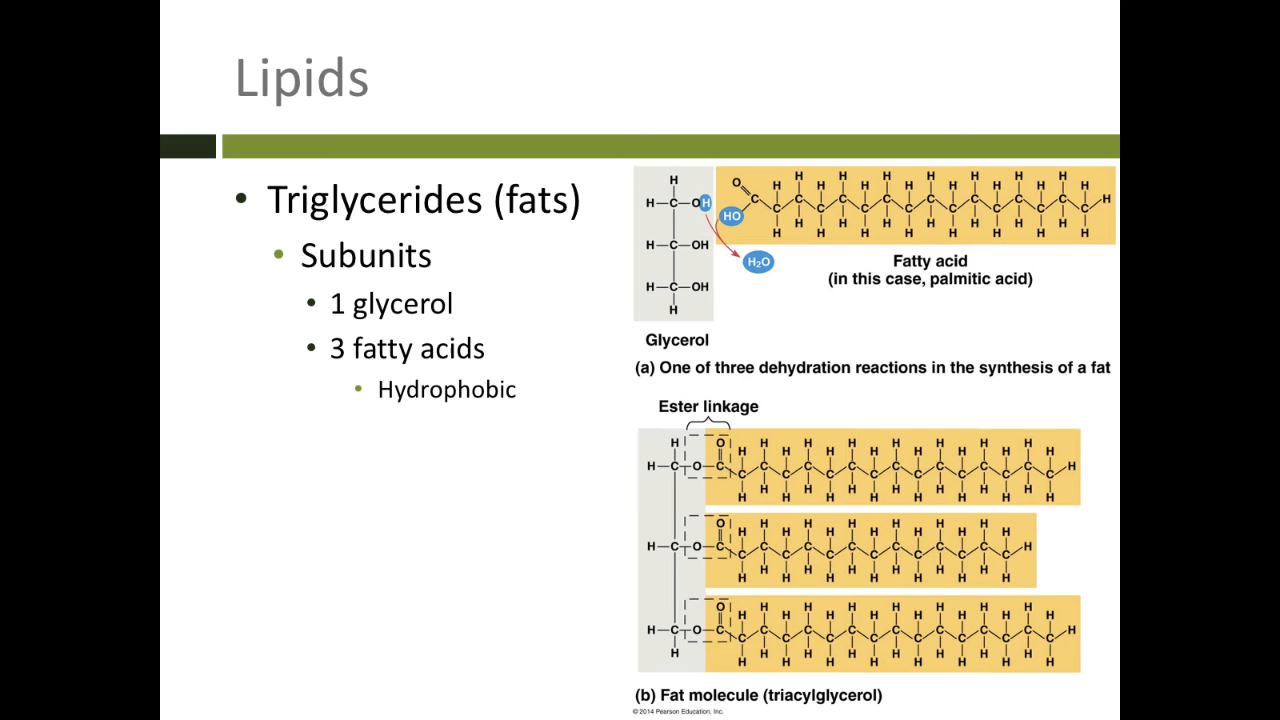 Lipids
• Triglycerides (fats)
• Subunits
• 1 glycerol
• 3 fatty acids
• Hydrophobic
H₂O
Fatty acid
(in this case, palmitic acid)
Glycerol
(a) One of three dehydration reactions in the synthesis of a fat
Ester linkage
(b) Fat molecule (triacylglycerol)
© 2014 Pearson Education, Inc.